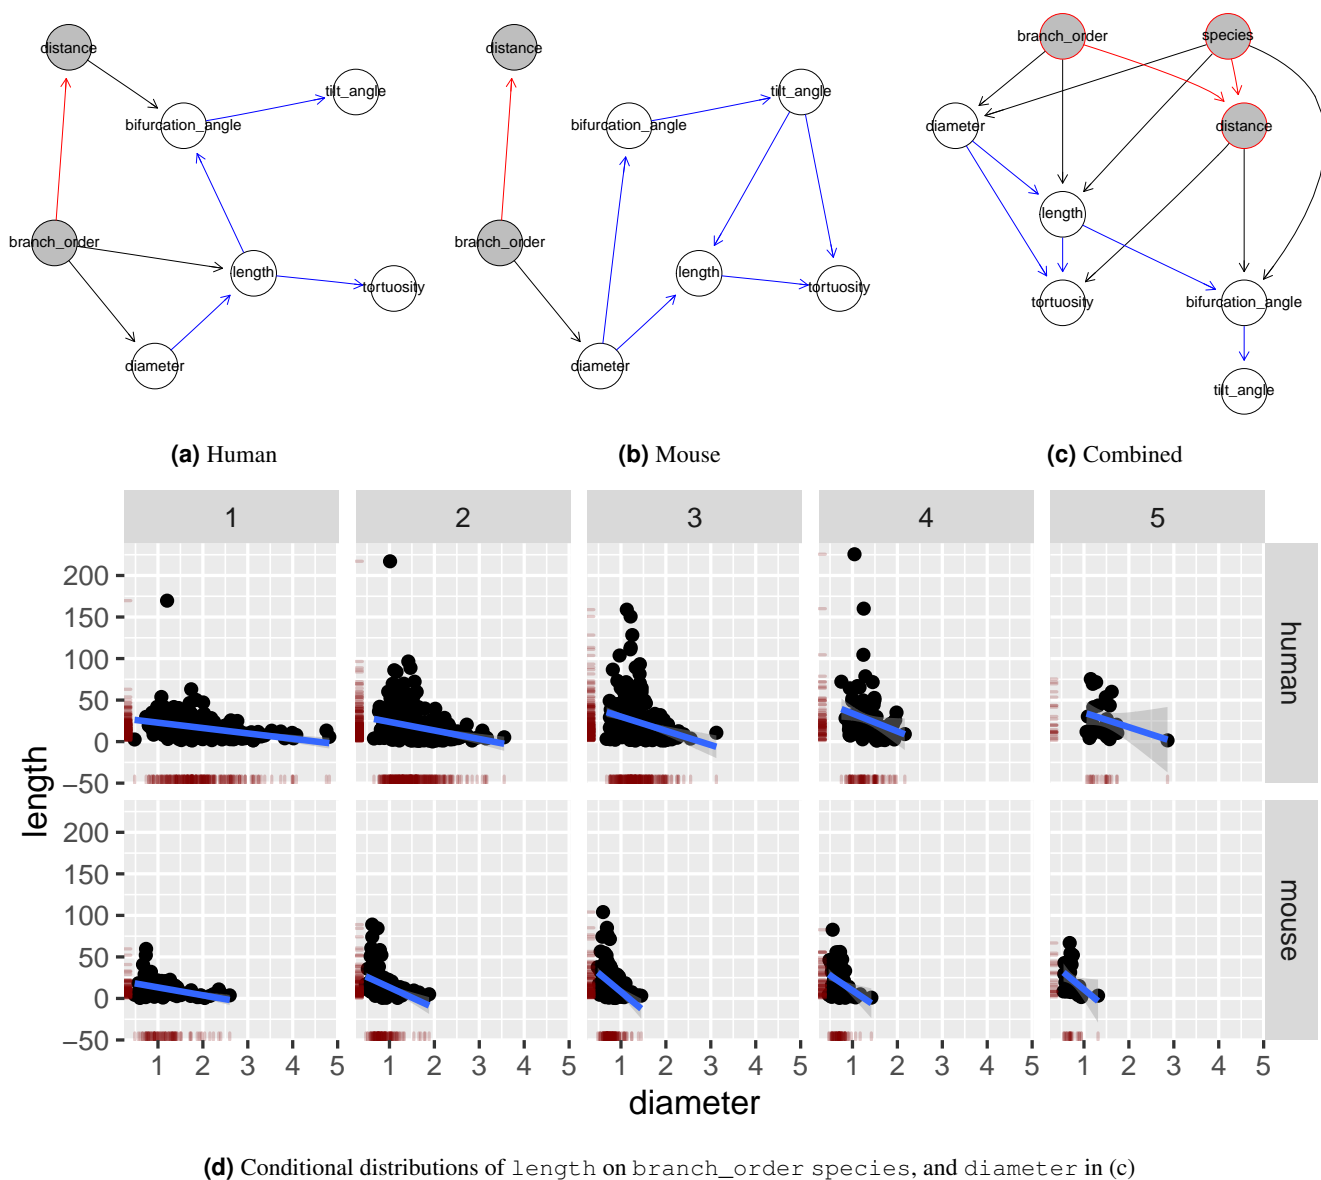 distance
tilt_angle
bifurcation_angle
branch_order
length
tortuosity
diameter
(a) Human
distance
tilt_angle
bifurcation_angle
branch_order
length
tortuosity
diameter
(b) Mouse
branch_order
species
diameter
distance
length
tortuosity
bifurcation_angle
tilt_angle
(c) Combined
1 2 3 4 5
200
150
100
50
0
−50
human
200
150
100
50
0
−50
mouse
length
1 2 3 4 5 1 2 3 4 5 1 2 3 4 5 1 2 3 4 5 1 2 3 4 5
diameter
(d) Conditional distributions of length on branch_order species, and diameter in (c)